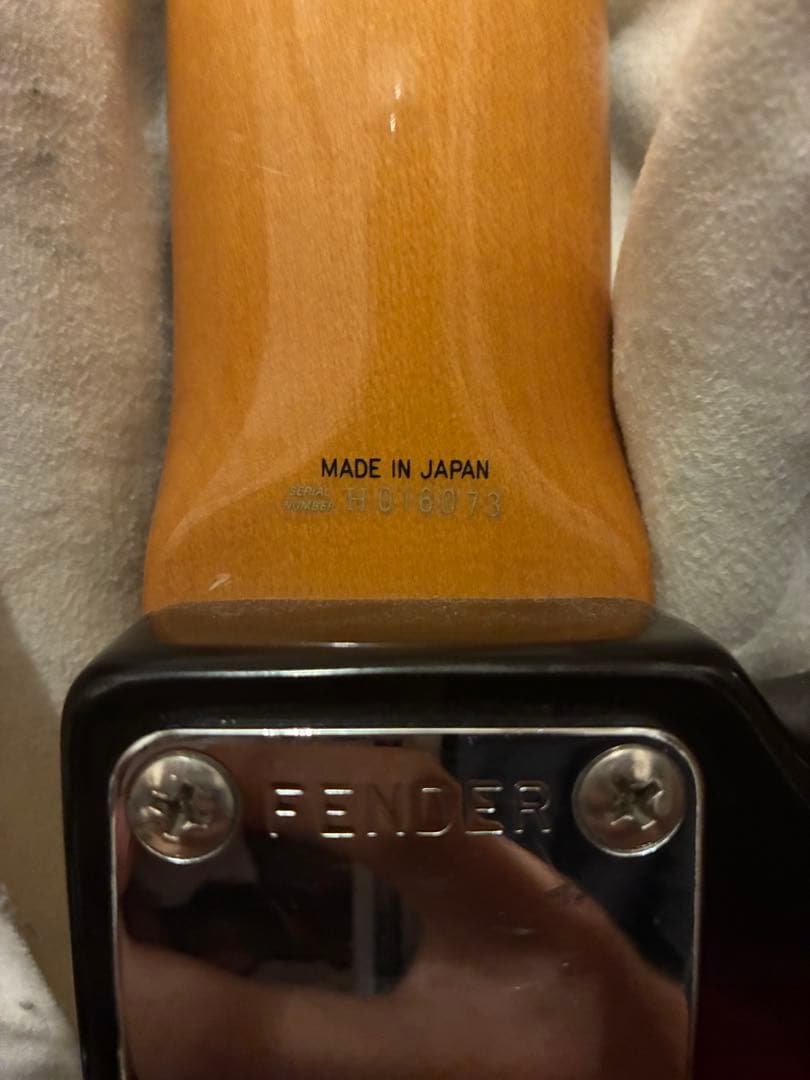 MADE IN JAPAN
SERIAL NUMBER H016073
FENDER